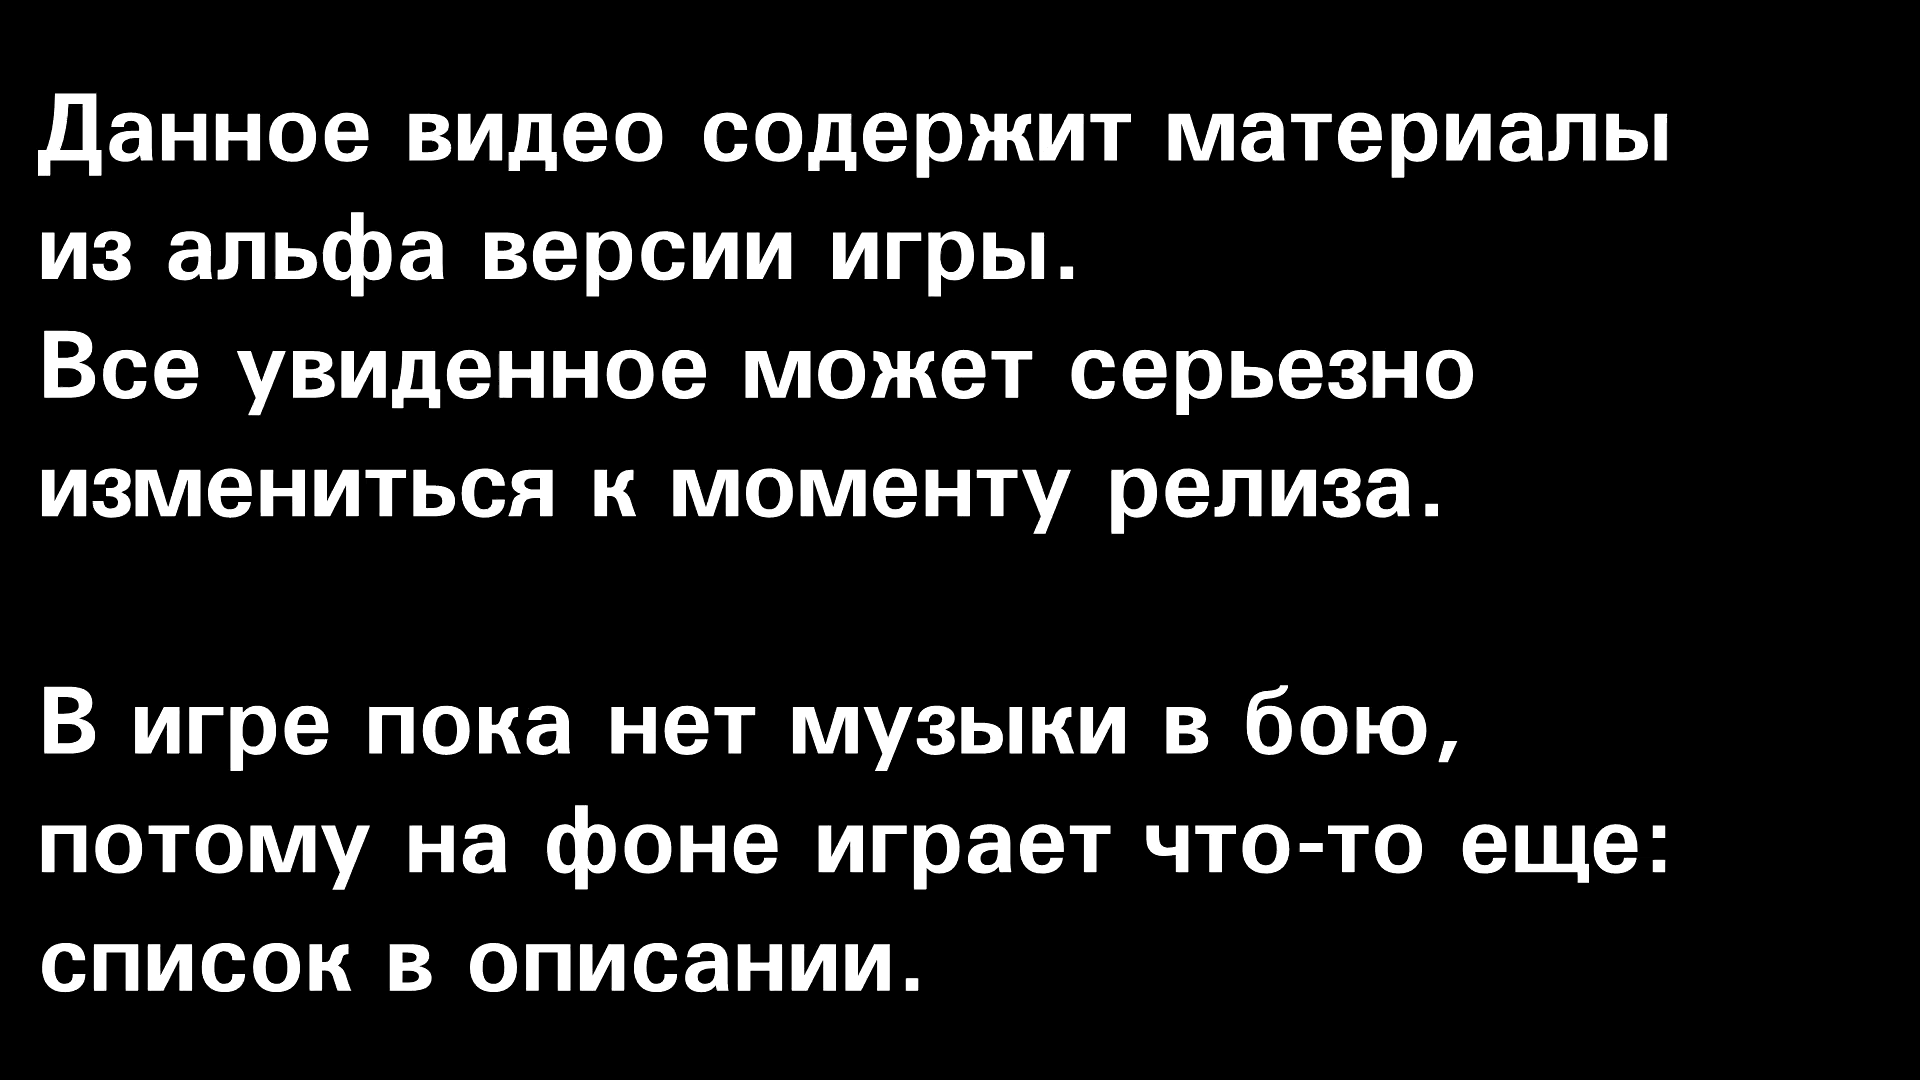 Данное видео содержит материалы
из альфа версии игры.
Все увиденное может серьезно
измениться к моменту релиза.
В игре пока нет музыки в бою,
потому на фоне играет что-то еще:
список в описании.